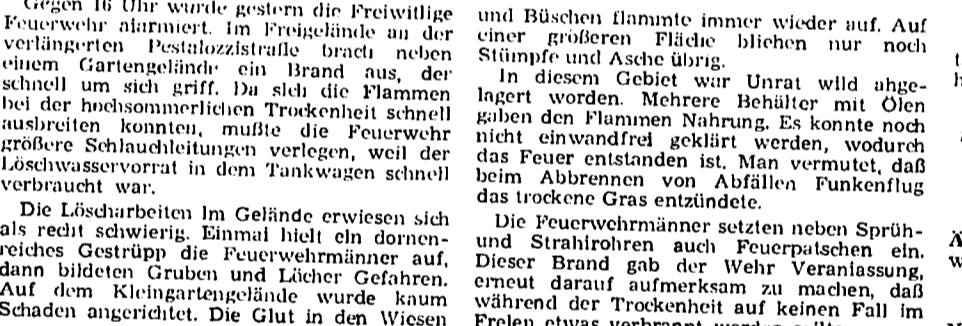 Gegen 16 Uhr wurde gestern die Freiwillige
Feuerwehr alarmiert. Im Freigelände an der
verlängerten Pestalozzistraße brach neben
einem Gartengelände ein Brand aus, der
schnell um sich griff. Da sich die Flammen
bei der hochsommerlichen Trockenheit schnell
ausbreiten konnten, mußte die Feuerwehr
größere Schlauchleitungen verlegen, weil der
Löschwasservorrat in dem Tankwagen schnell
verbraucht war.
Die Löscharbeiten im Gelände erwiesen sich
als recht schwierig. Einmal hielt ein dornen-
reiches Gestrüpp die Feuerwehrmänner auf,
dann bildeten Gruben und Löcher Gefahren.
Auf dem Kleingartengelände wurde kaum
Schaden angerichtet. Die Glut in den Wiesen
und Büschen flammte immer wieder auf. Auf
einer größeren Fläche blieben nur noch
Stümpfe und Asche übrig.
In diesem Gebiet war Unrat wild abge-
lagert worden. Mehrere Behälter mit Ölen
gaben den Flammen Nahrung. Es konnte noch
nicht einwandfrei geklärt werden, wodurch
das Feuer entstanden ist. Man vermutet, daß
beim Abbrennen von Abfällen Funkenflug
das trockene Gras entzündete.
Die Feuerwehrmänner setzten neben Sprüh-
und Strahlrohren auch Feuerpatschen ein.
Dieser Brand gab der Wehr Veranlassung,
erneut darauf aufmerksam zu machen, daß
während der Trockenheit auf keinen Fall im
Freien etwas verbrannt werden